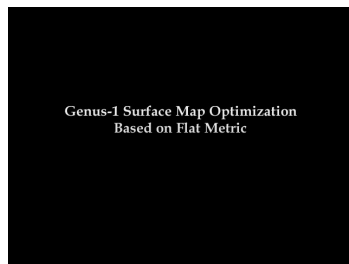 Genus-1 Surface Map Optimization
Based on Flat Metric